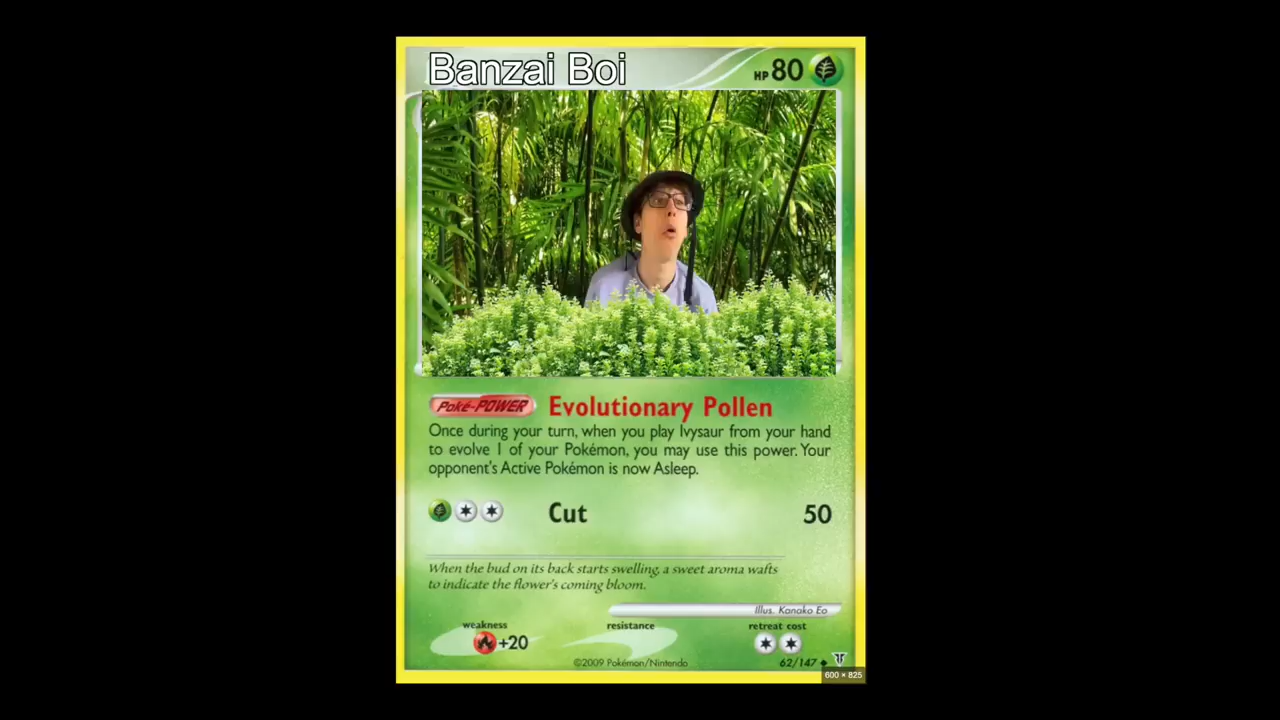 Banzai Boi
HP 80
Poké-POWER Evolutionary Pollen
Once during your turn, when you play Ivysaur from your hand
to evolve 1 of your Pokémon, you may use this power. Your
opponent's Active Pokémon is now Asleep.
Cut 50
When the bud on its back starts swelling, a sweet aroma wafts
to indicate the flower's coming bloom.
Illus. Kanako Eo
weakness resistance retreat cost
+20
©2009 Pokémon/Nintendo
62/147
600 × 825